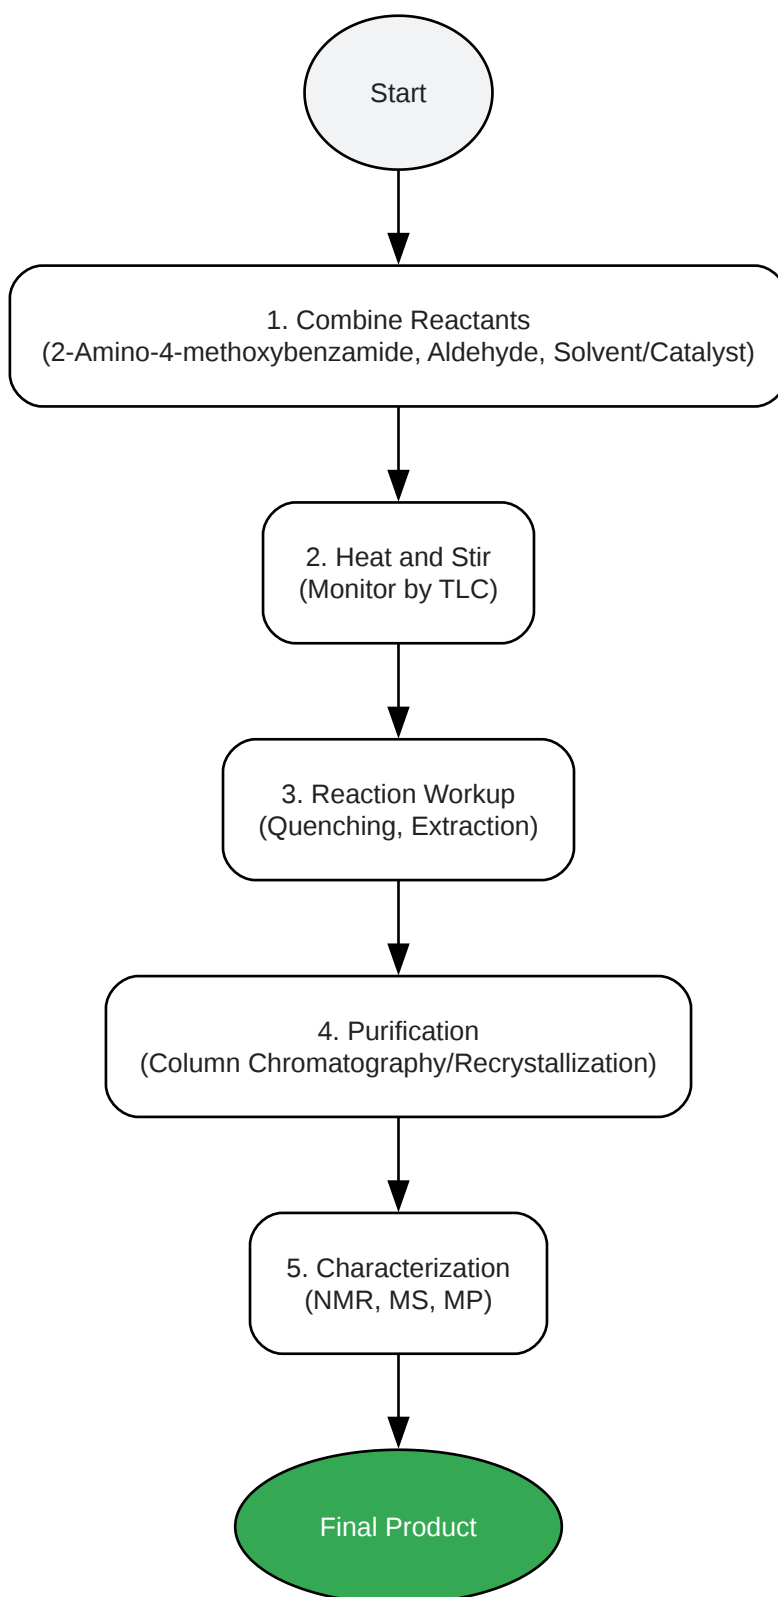 Start
1. Combine Reactants
(2-Amino-4-methoxybenzamide, Aldehyde, Solvent/Catalyst)
2. Heat and Stir
(Monitor by TLC)
3. Reaction Workup
(Quenching, Extraction)
4. Purification
(Column Chromatography/Recrystallization)
5. Characterization
(NMR, MS, MP)
Final Product